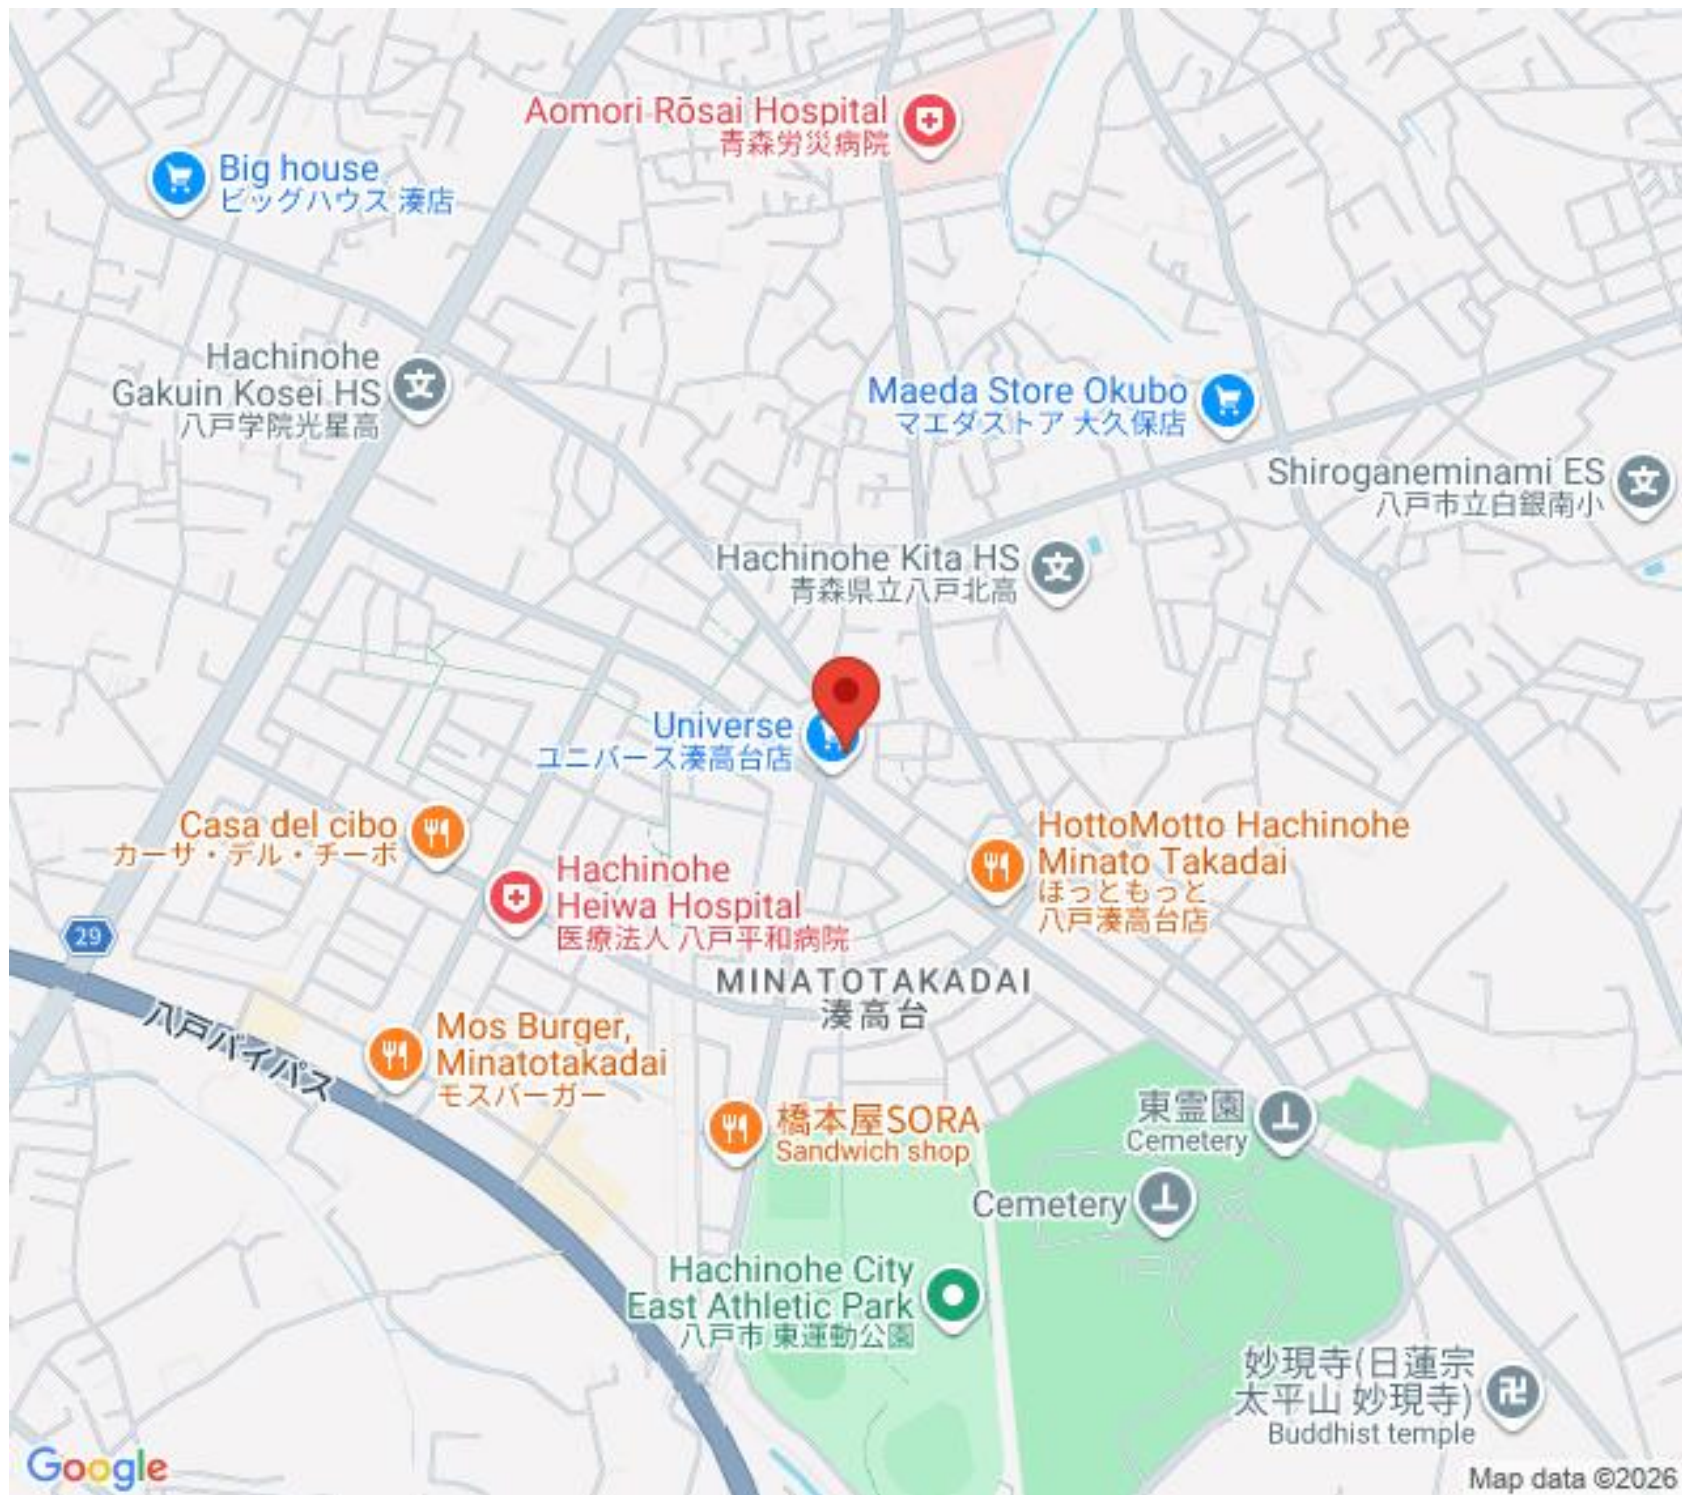 Aomori Rōsai Hospital
青森労災病院
Big house
ビッグハウス 湊店
Hachinohe
Gakuin Kosei HS
八戸学院光星高
Maeda Store Okubo
マエダストア 大久保店
Shiroganeminami ES
八戸市立白銀南小
Hachinohe Kita HS
青森県立八戸北高
Universe
ユニバース湊高台店
Casa del cibo
カーサ・デル・チーボ
HottoMotto Hachinohe
Minato Takadai
ほっともっと
八戸湊高台店
Hachinohe
Heiwa Hospital
医療法人 八戸平和病院
29
MINATOTAKADAI
湊高台
八戸バイパス
Mos Burger,
Minatotakadai
モスバーガー
橋本屋SORA
Sandwich shop
東霊園
Cemetery
Cemetery
Hachinohe City
East Athletic Park
八戸市 東運動公園
妙現寺(日蓮宗
太平山 妙現寺)
Buddhist temple
Google
Map data ©2026